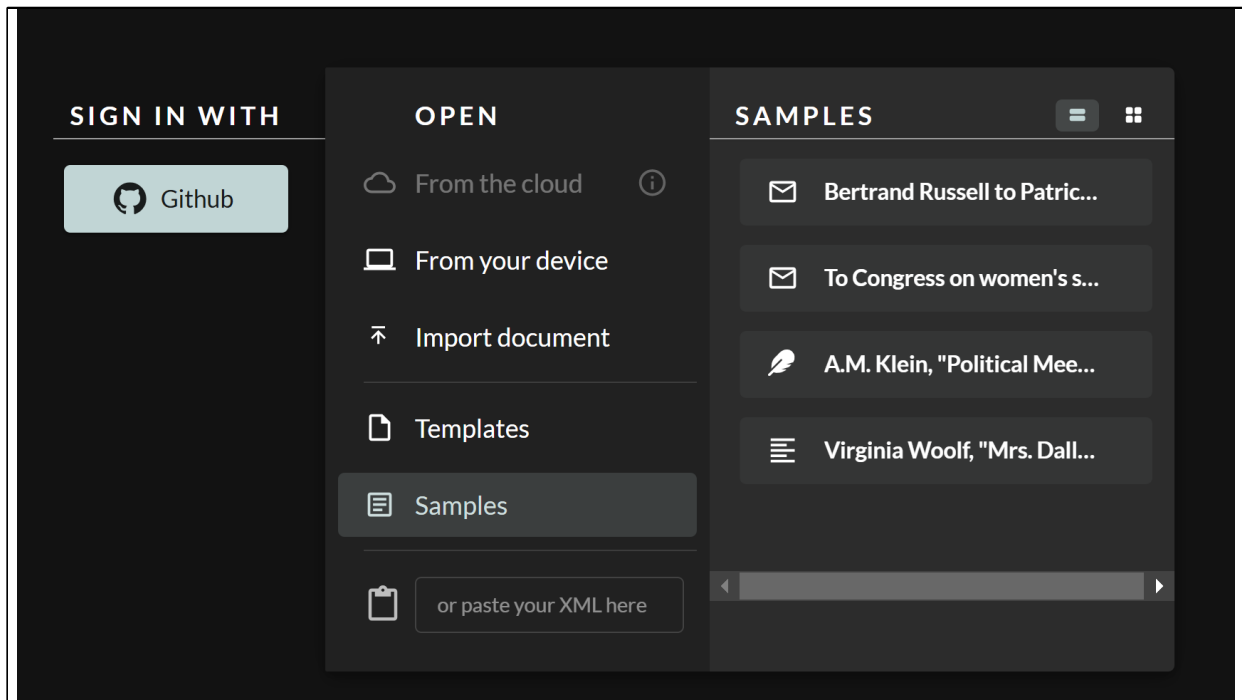 SIGN IN WITH
Github
OPEN
From the cloud
From your device
Import document
Templates
Samples
or paste your XML here
SAMPLES
Bertrand Russell to Patric...
To Congress on women's s...
A.M. Klein, "Political Mee...
Virginia Woolf, "Mrs. Dall...